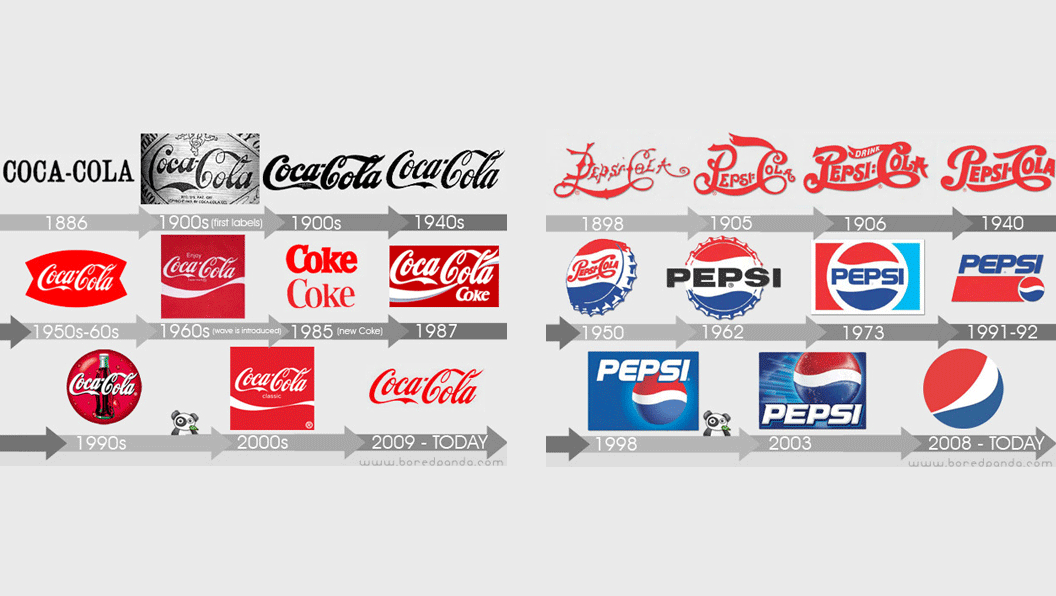 COCA-COLA
Coca-Cola
Coca-Cola
Coca-Cola
1886
1900s (first labels)
1900s
1940s
Coca-Cola
Enjoy
Coca-Cola
Coke
Coke
Coca-Cola
Coke
1950s-60s
1960s (wave is introduced)
1985 (new Coke)
1987
Coca-Cola
Coca-Cola
classic
®
Coca-Cola
1990s
2000s
2009 - TODAY
www.boredpanda.com
Pepsi-Cola
Pepsi:Cola
DRINK
Pepsi:Cola
Pepsi-Cola
1898
1905
1906
1940
Pepsi-Cola
PEPSI
PEPSI
PEPSI
1950
1962
1973
1991-92
PEPSI
PEPSI
1998
2003
2008 - TODAY
www.boredpanda.com